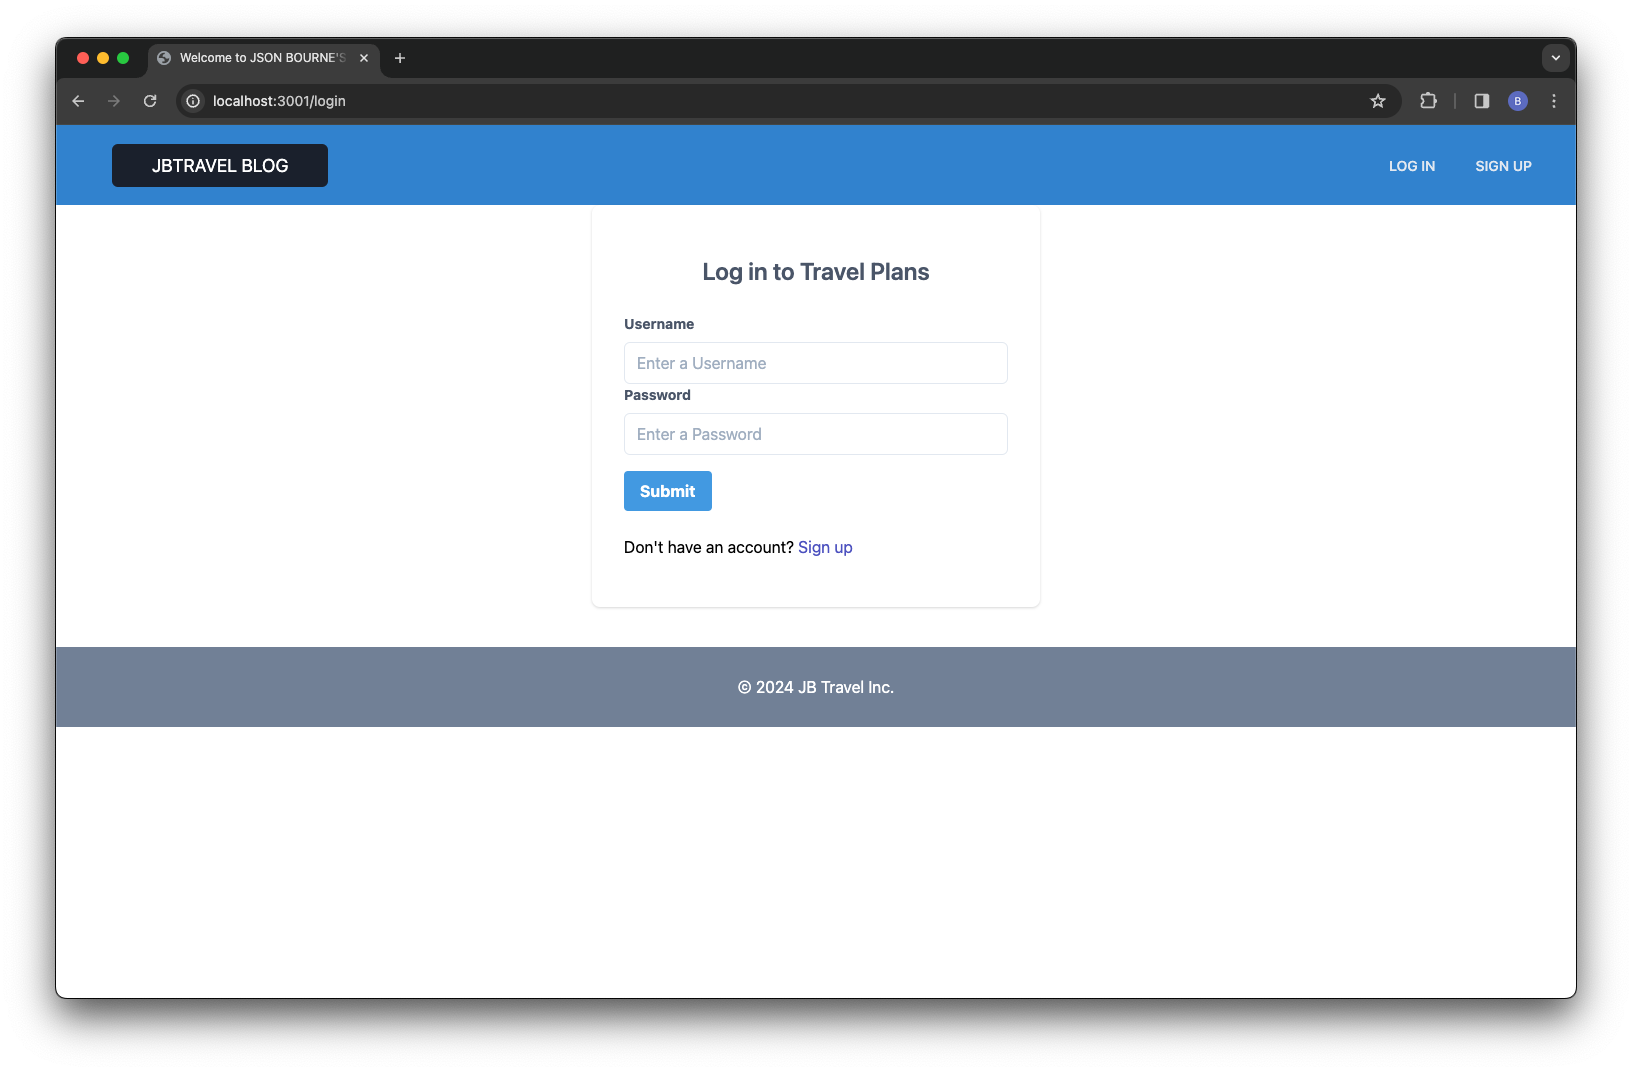 Welcome to JSON BOURNE'S
localhost:3001/login
B
JBTRAVEL BLOG
LOG IN
SIGN UP
Log in to Travel Plans
Username
Enter a Username
Password
Enter a Password
Submit
Don't have an account? Sign up
© 2024 JB Travel Inc.